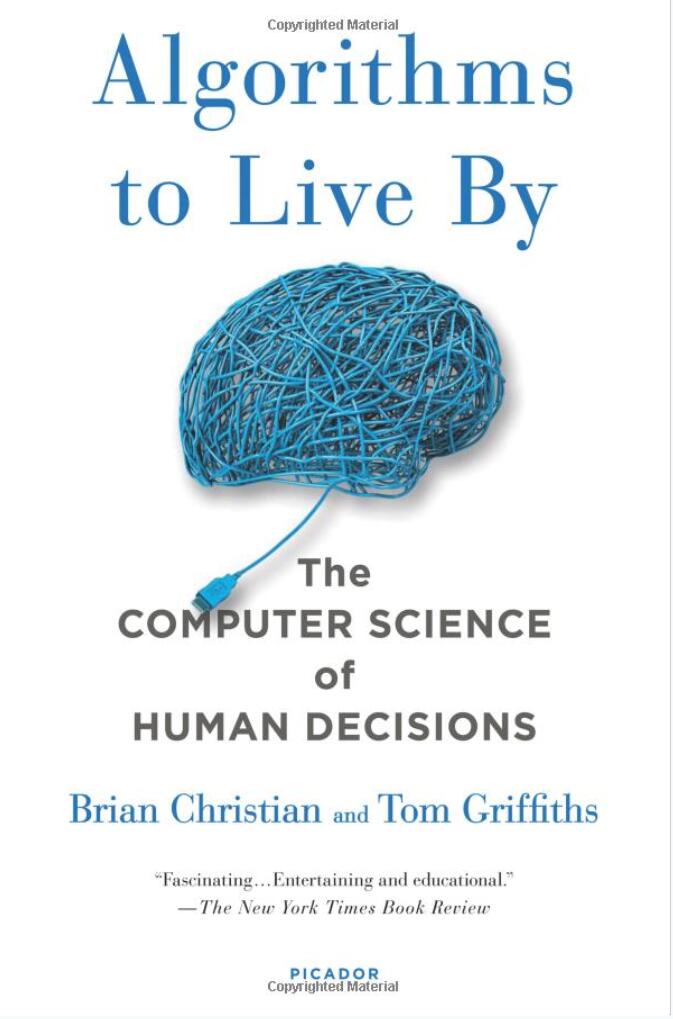 Copyrighted Material
Algorithms
to Live By
The
COMPUTER SCIENCE
of
HUMAN DECISIONS
Brian Christian and Tom Griffiths
“Fascinating…Entertaining and educational.”
—The New York Times Book Review
PICADOR
Copyrighted Material